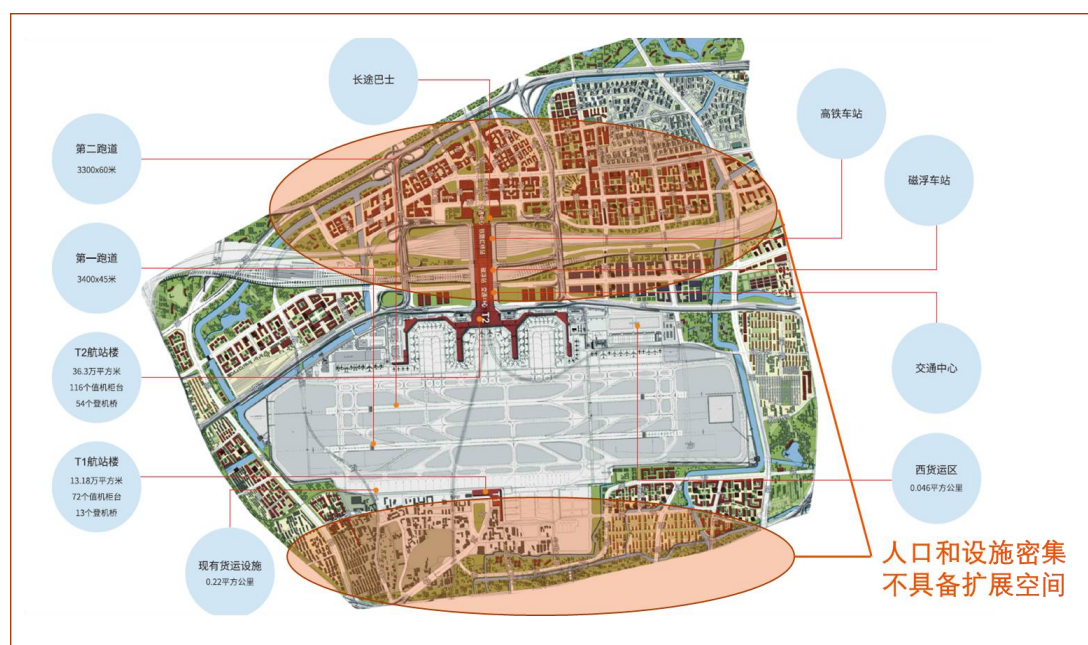 长途巴士
高铁车站
第二跑道
3300x60米
磁浮车站
第一跑道
3400x45米
T2
T2航站楼
36.3万平方米
116个值机柜台
54个登机桥
交通中心
T1航站楼
13.18万平方米
72个值机柜台
13个登机桥
西货运区
0.046平方公里
现有货运设施
0.22平方公里
人口和设施密集
不具备扩展空间